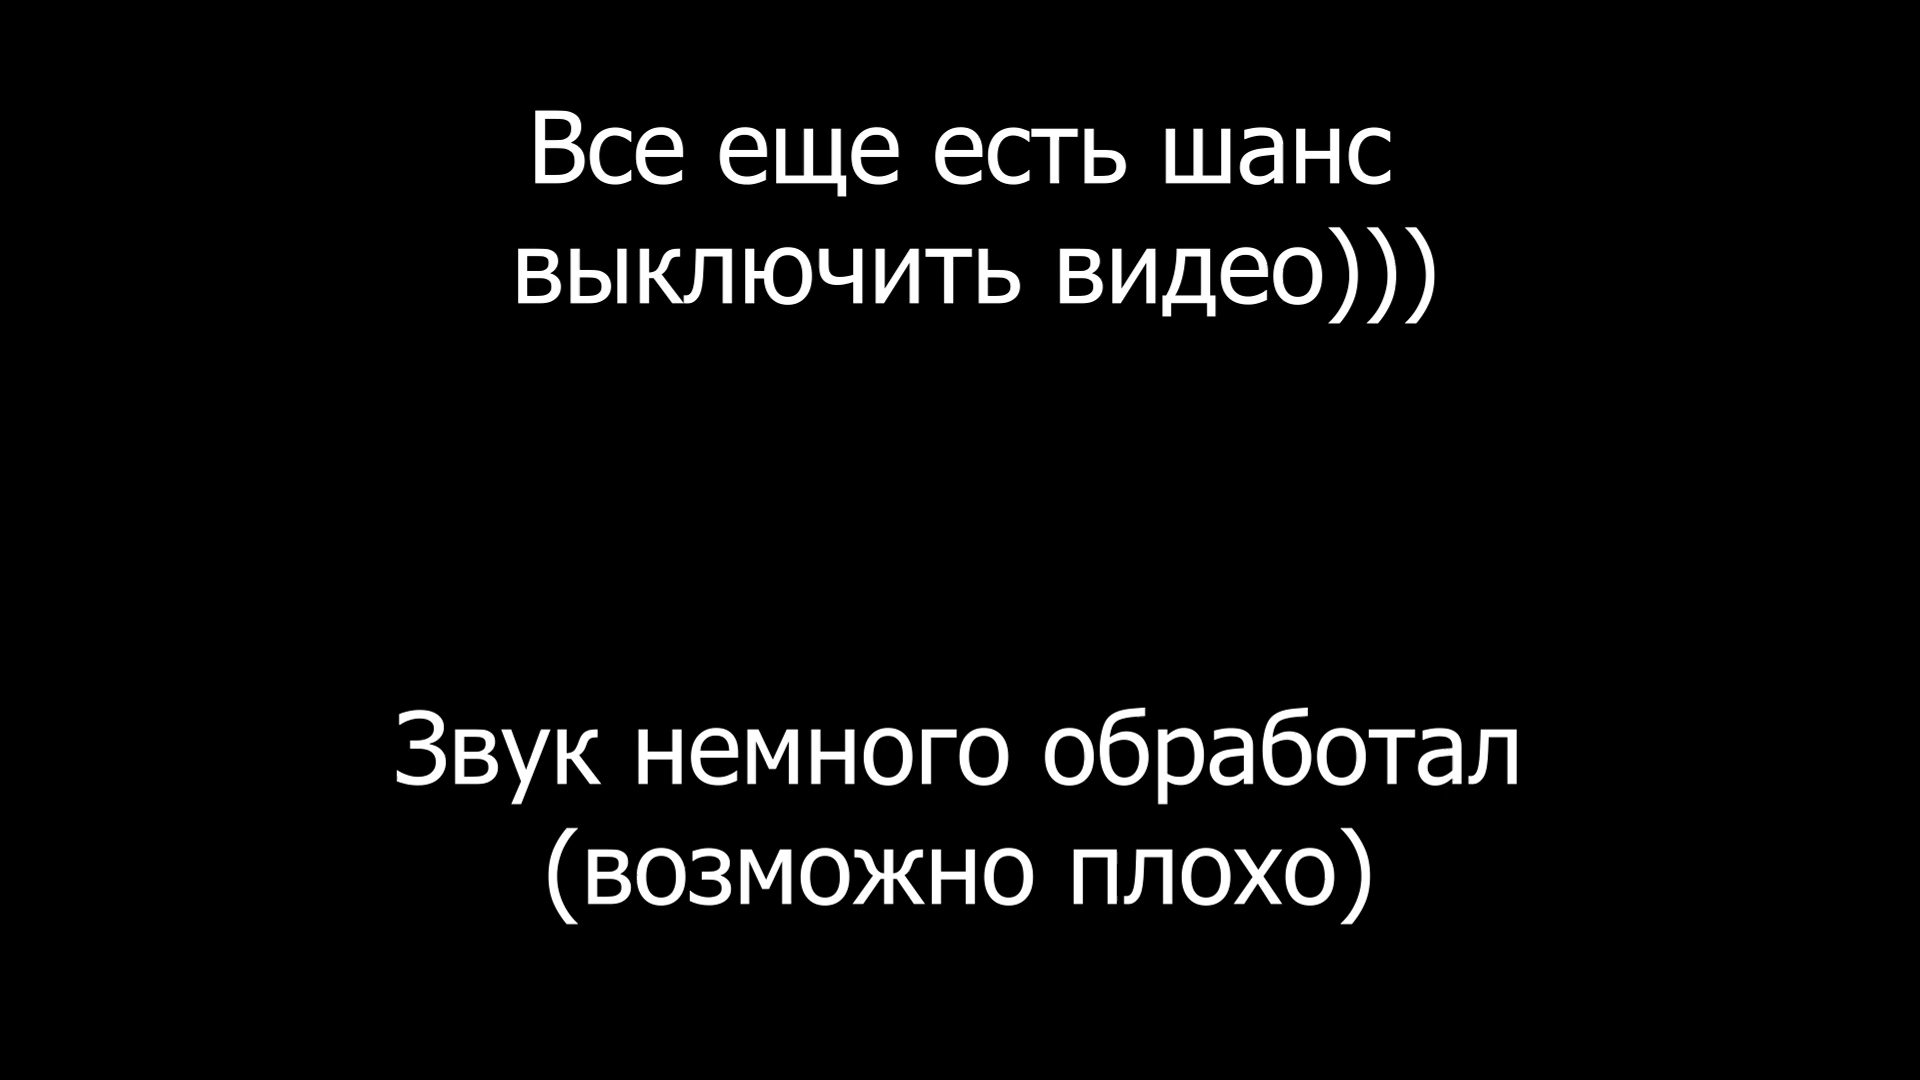 Все еще есть шанс
выключить видео)))
Звук немного обработал
(возможно плохо)